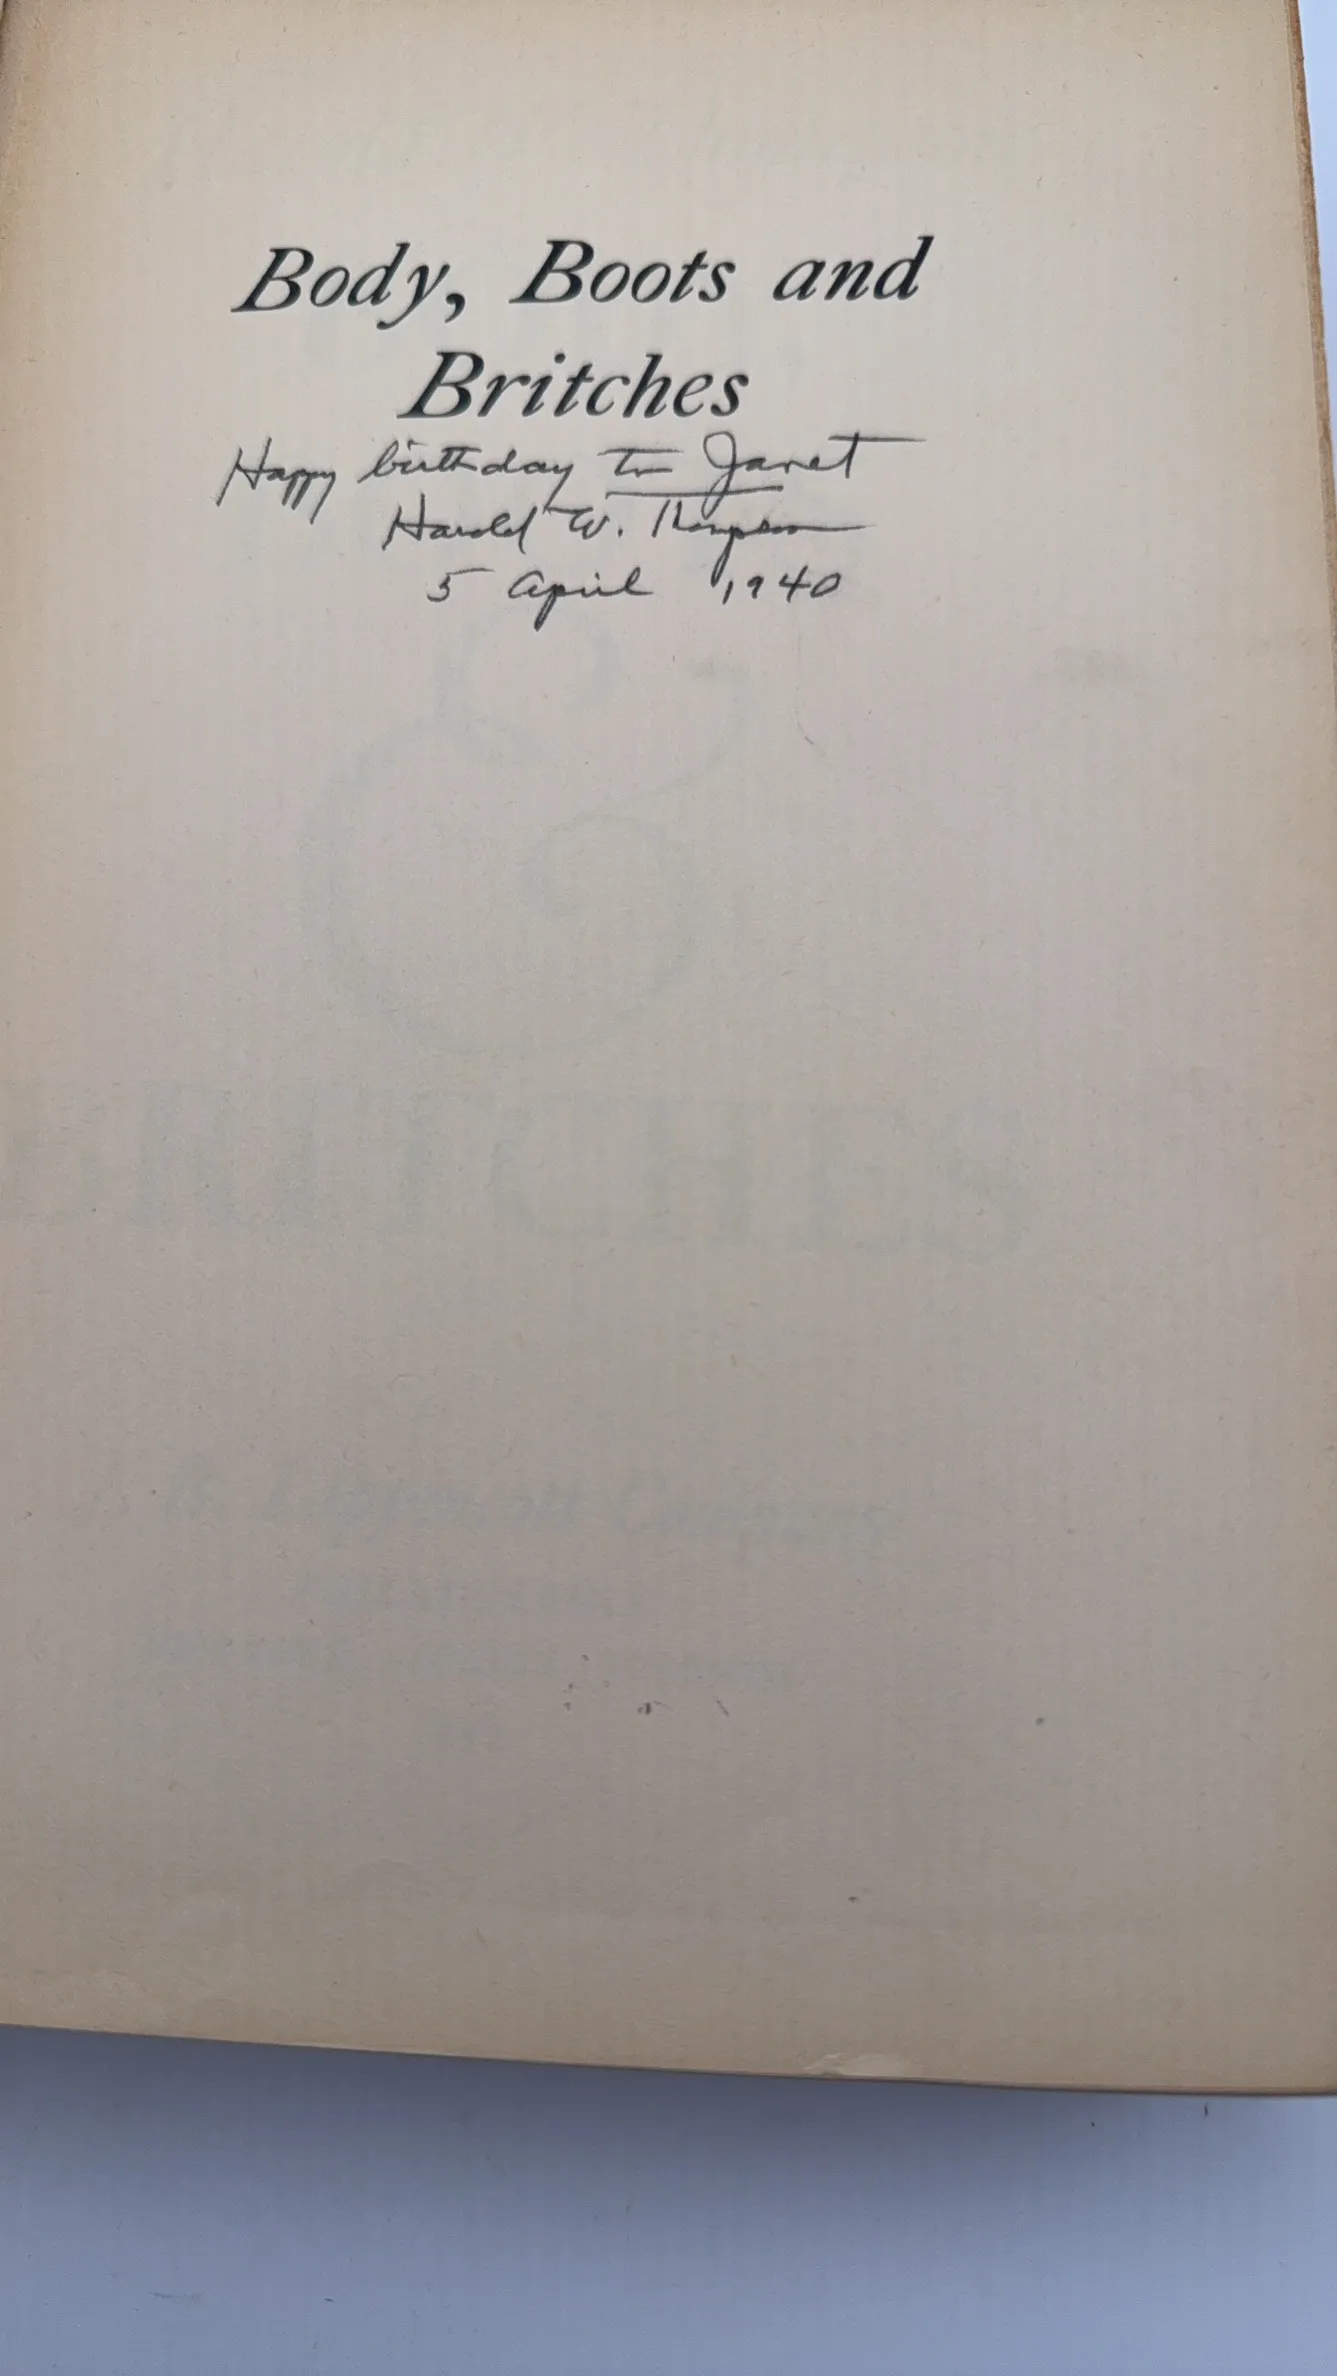 Body, Boots and
Britches
Happy birthday to Janet
Harold W. Thompson
5 April 1940